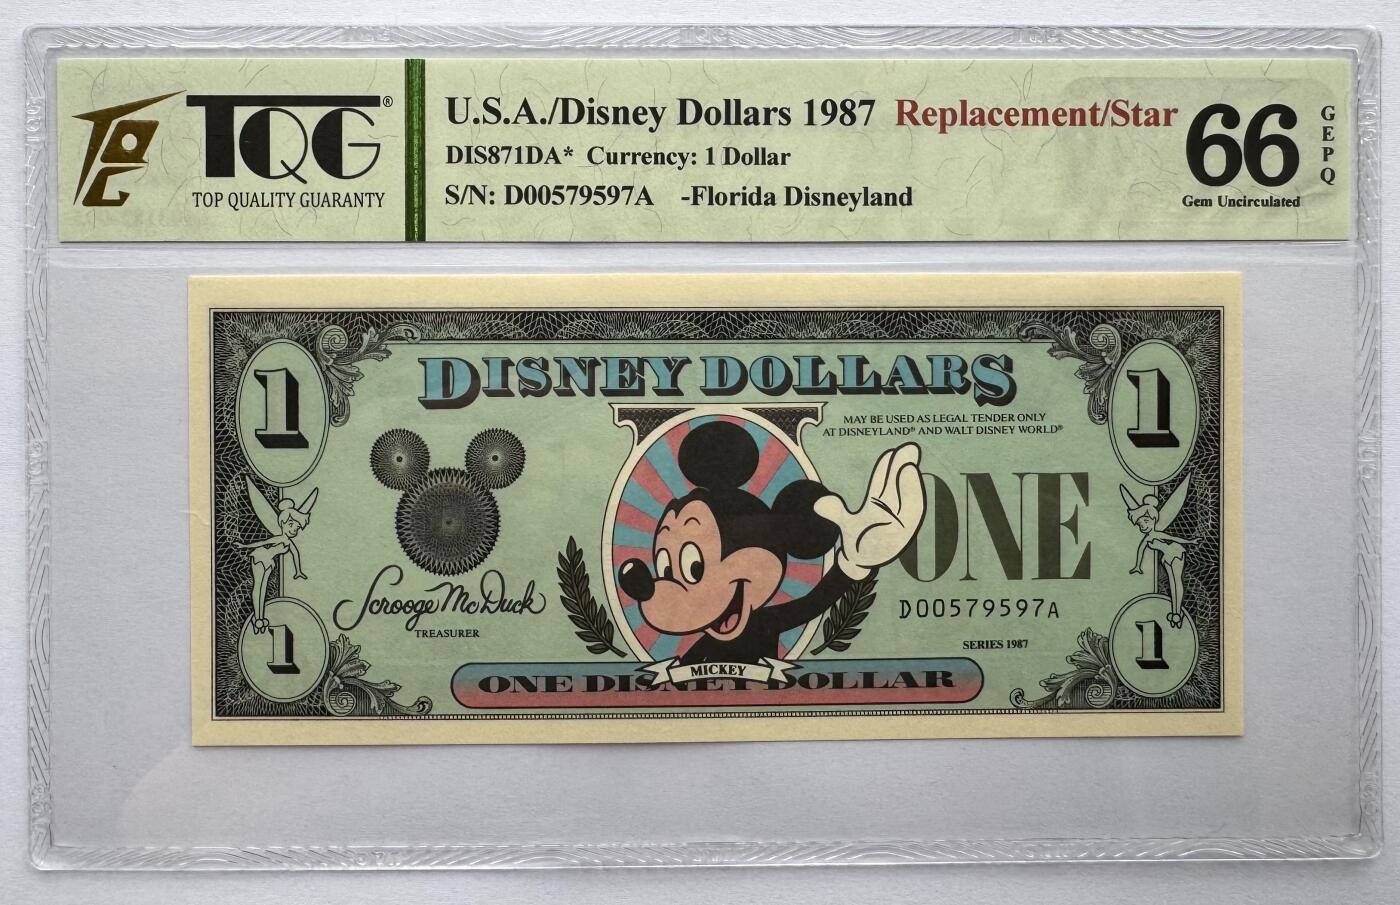 TQG®
TOP QUALITY GUARANTY
U.S.A./Disney Dollars 1987 Replacement/Star
DIS871DA* Currency: 1 Dollar
S/N: D00579597A -Florida Disneyland
66
Gem Uncirculated
GEPQ
1
DISNEY DOLLARS
1
MAY BE USED AS LEGAL TENDER ONLY
AT DISNEYLAND® AND WALT DISNEY WORLD®
ONE
Scrooge McDuck
TREASURER
D00579597A
SERIES 1987
1
MICKEY
1
ONE DISNEY DOLLAR